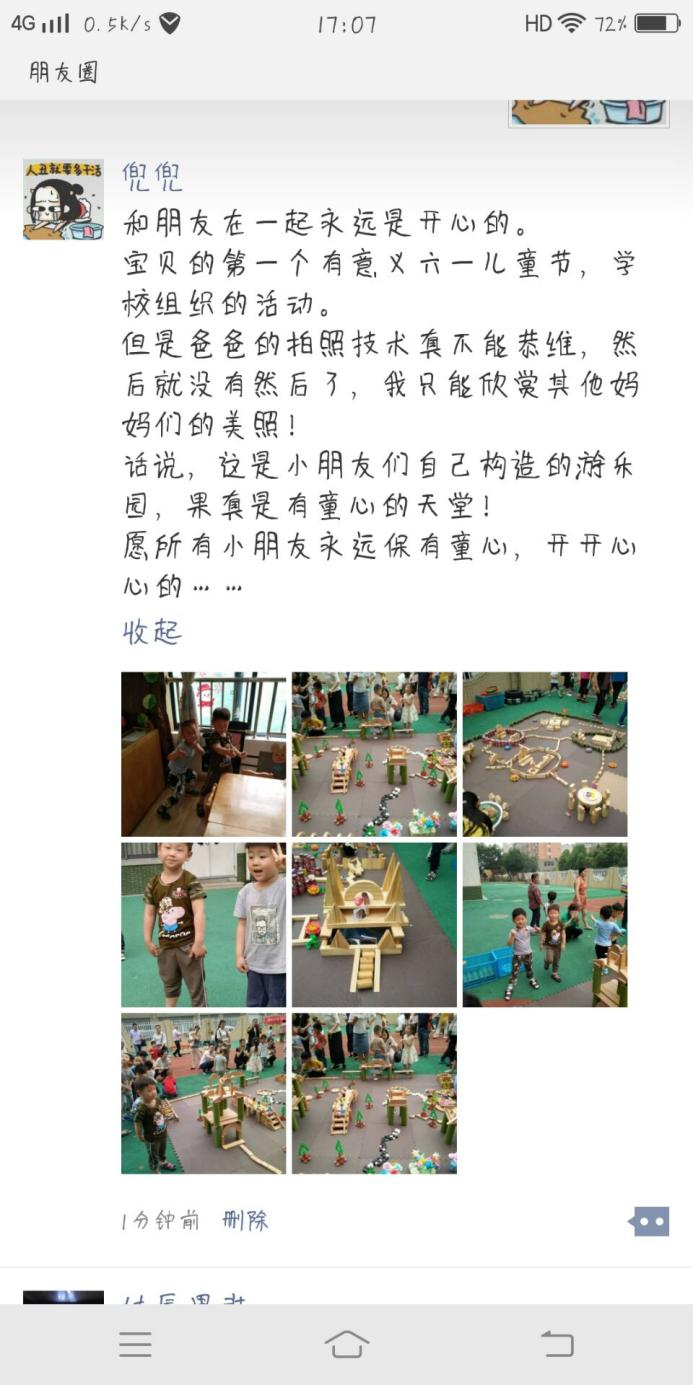 4G 0.5k/s 17:07 HD 72%
朋友圈
人丑就要多干活
兜兜
和朋友在一起永远是开心的。
宝贝的第一个有意义六一儿童节，学
校组织的活动。
但是爸爸的拍照技术真不能恭维，然
后就没有然后了，我只能欣赏其他妈
妈们的美照！
话说，这是小朋友们自己构造的游乐
园，果真是有童心的天堂！
愿所有小朋友永远保有童心，开开心
心的……
收起
1分钟前 删除